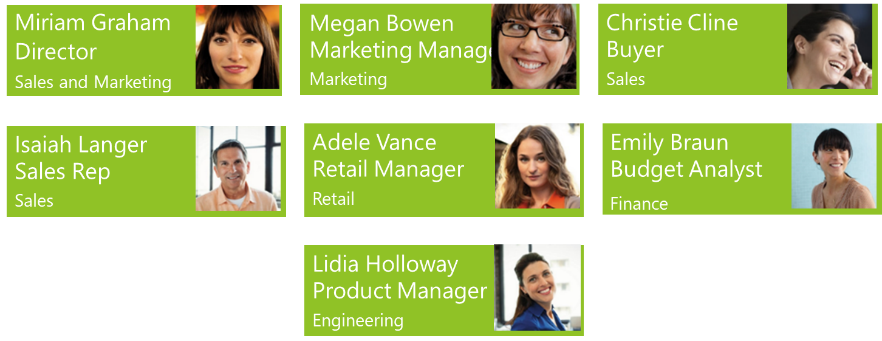 Miriam Graham
Director
Sales and Marketing
Megan Bowen
Marketing Manag
Marketing
Christie Cline
Buyer
Sales
Isaiah Langer
Sales Rep
Sales
Adele Vance
Retail Manager
Retail
Emily Braun
Budget Analyst
Finance
Lidia Holloway
Product Manager
Engineering